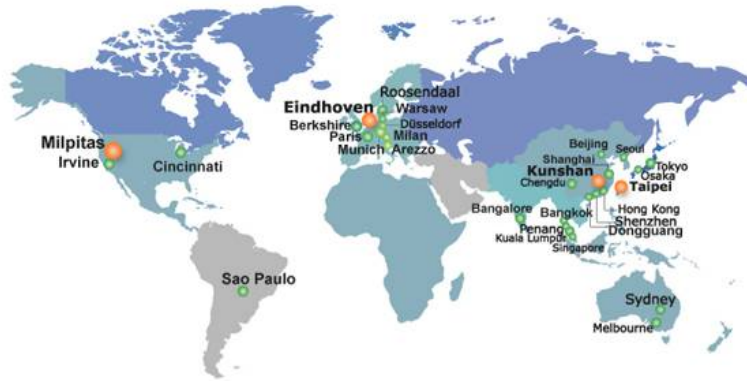 Roosendaal
Eindhoven
Warsaw
Berkshire
Düsseldorf
Paris
Milan
Munich
Arezzo
Milpitas
Irvine
Cincinnati
Beijing
Seoul
Shanghai
Kunshan
Tokyo
Osaka
Chengdu
Taipei
Bangalore
Bangkok
Hong Kong
Penang
Shenzhen
Dongguang
Kuala Lumpur
Singapore
Sao Paulo
Sydney
Melbourne